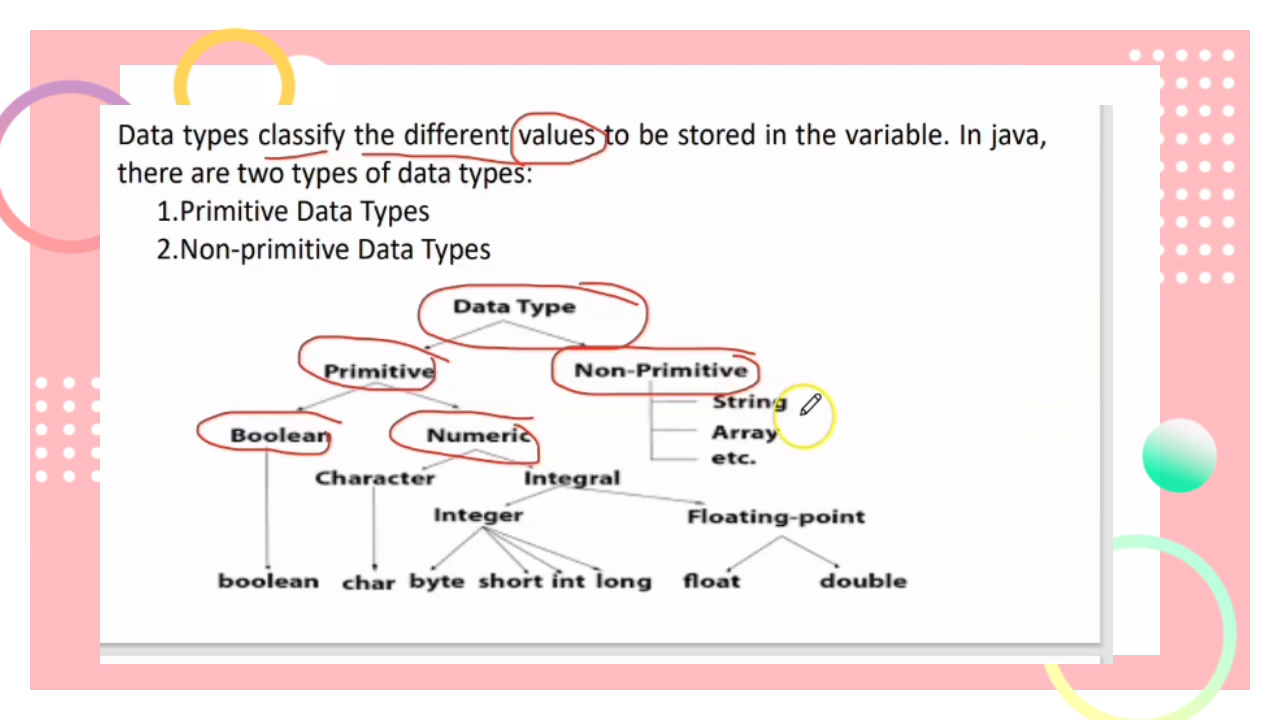 Data types classify the different values to be stored in the variable. In java,
there are two types of data types:
1.Primitive Data Types
2.Non-primitive Data Types
Data Type
Primitive Non-Primitive
String
Boolean Numeric Array
etc.
Character Integral
Integer Floating-point
boolean char byte short int long float double